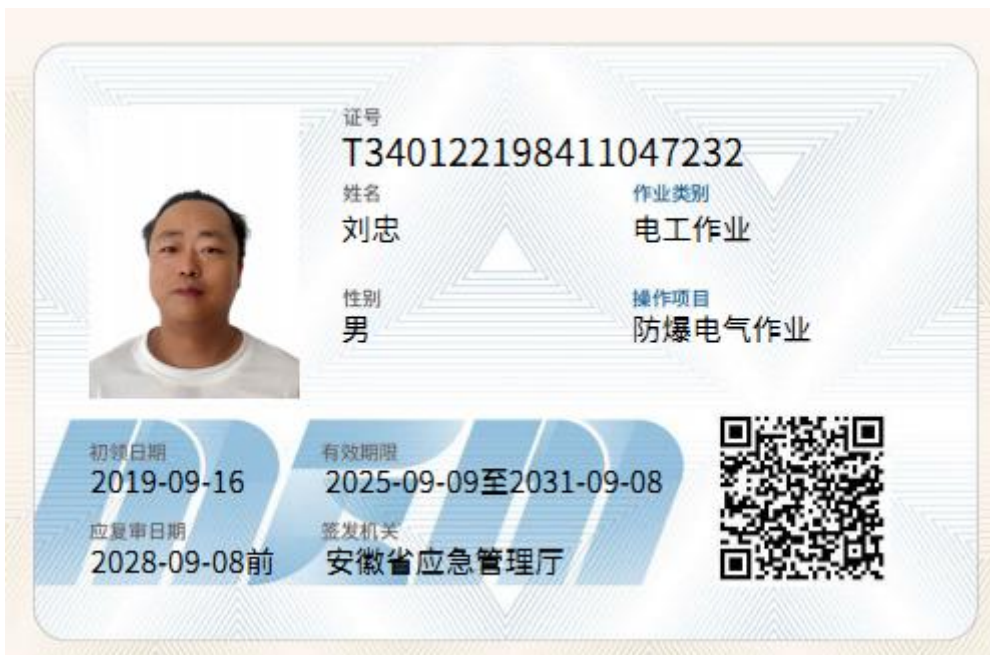 证号
T340122198411047232
姓名
刘忠
作业类别
电工作业
性别
男
操作项目
防爆电气作业
初领日期
2019-09-16
有效期限
2025-09-09至2031-09-08
应复审日期
2028-09-08前
签发机关
安徽省应急管理厅